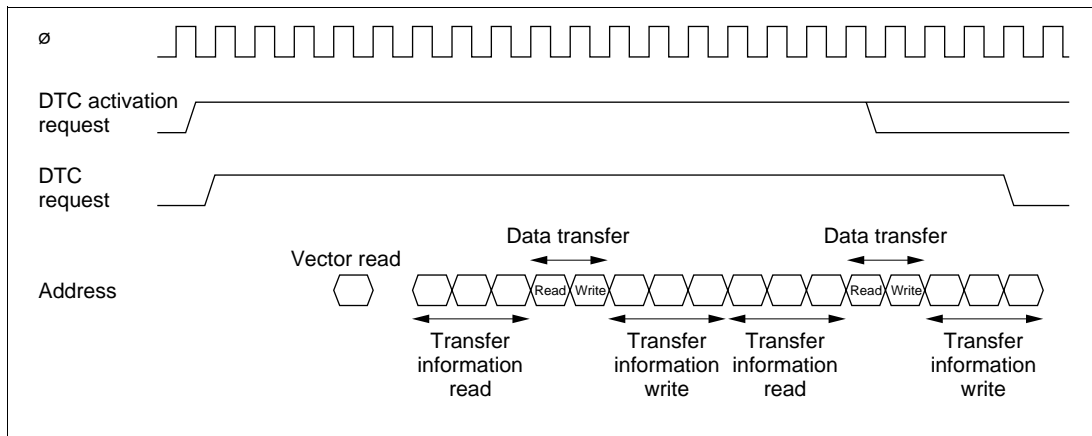 ø
DTC activation
request
DTC
request
Data transfer
Data transfer
Vector read
Address
Read
Write
Read
Write
Transfer
information
read
Transfer
information
write
Transfer
information
read
Transfer
information
write